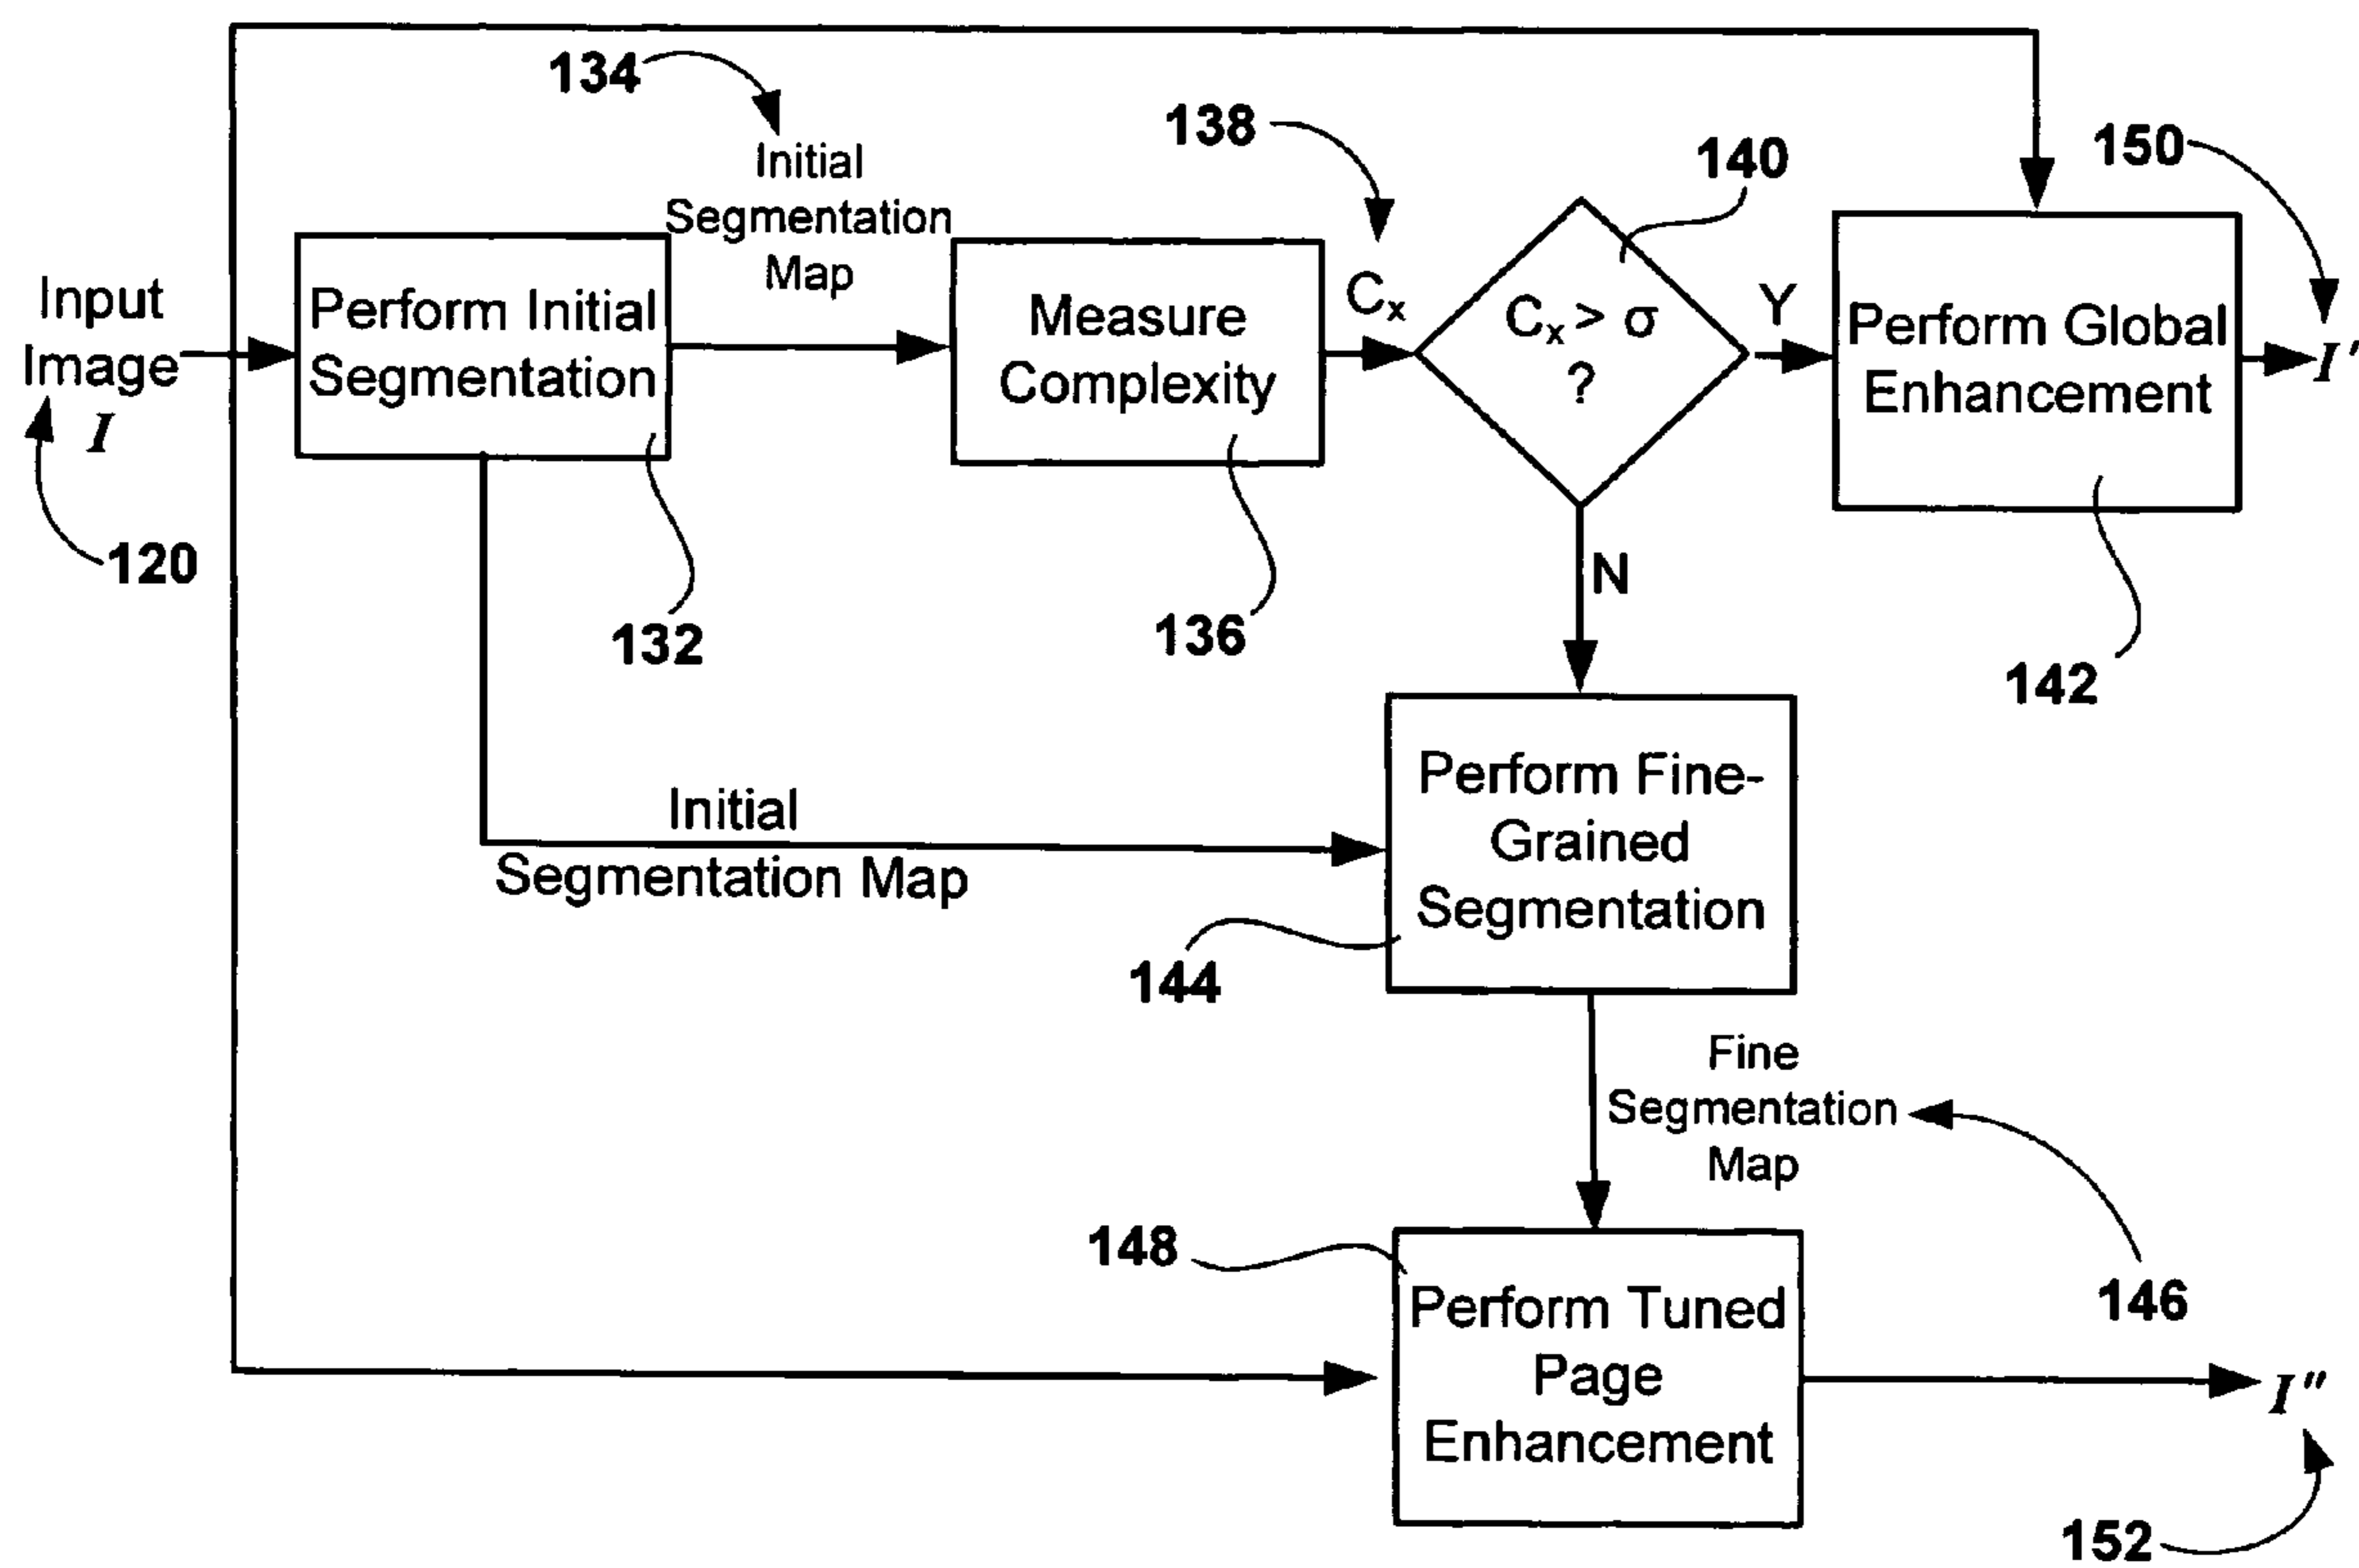 134
Initial
Segmentation
Map
138
140
150
Input
Image
I
120
Perform Initial
Segmentation
132
Measure
Complexity
136
Cx
Cx > σ
?
Y
N
Perform Global
Enhancement
142
I'
Initial
Segmentation Map
Perform Fine-
Grained
Segmentation
144
Fine
Segmentation
Map
146
148
Perform Tuned
Page
Enhancement
I"
152